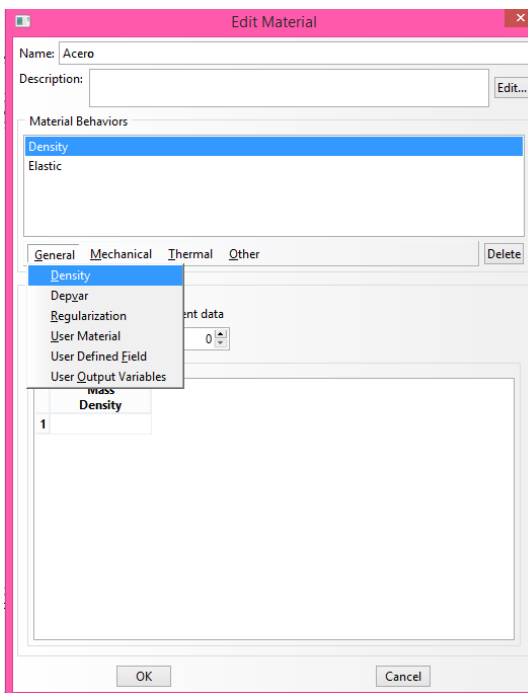 Edit Material
Name: Acero
Description:
Edit...
Material Behaviors
Density
Elastic
General Mechanical Thermal Other Delete
Density
Depvar
Regularization
User Material
User Defined Field
User Output Variables
ent data
0
Mass
Density
1
OK Cancel